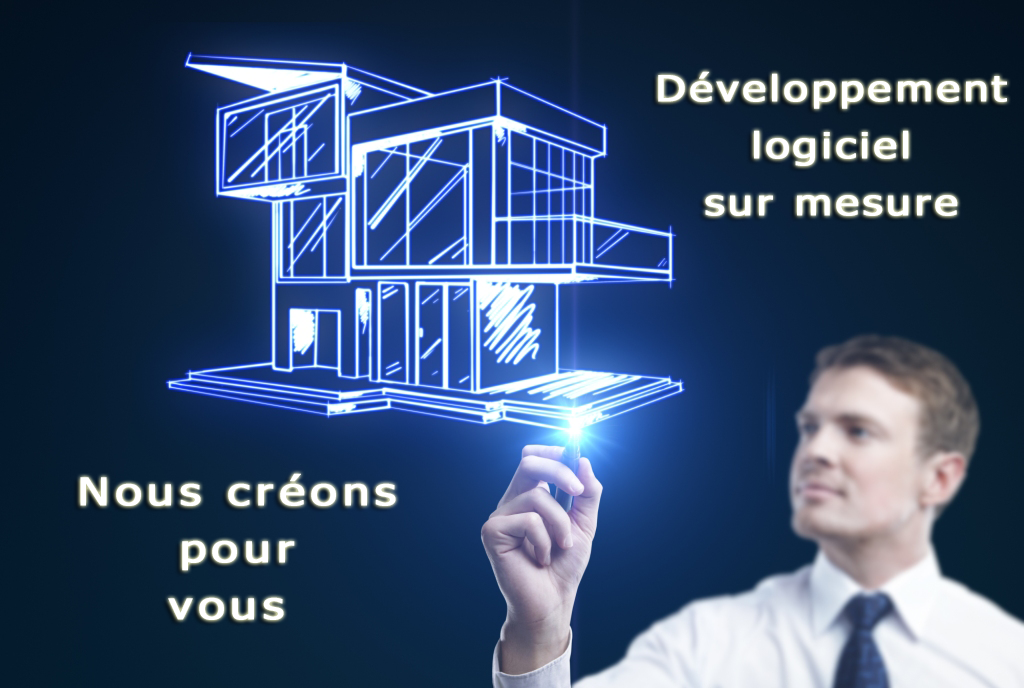 Développement
logiciel
sur mesure
Nous créons
pour
vous